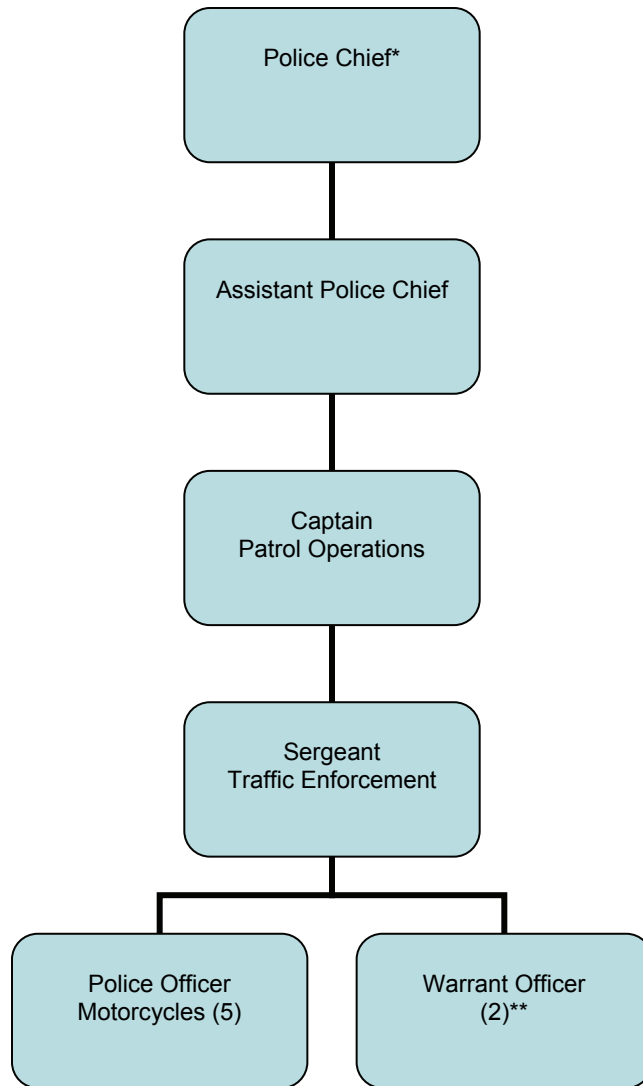 Police Chief*
Assistant Police Chief
Captain
Patrol Operations
Sergeant
Traffic Enforcement
Police Officer
Motorcycles (5)
Warrant Officer
(2)**